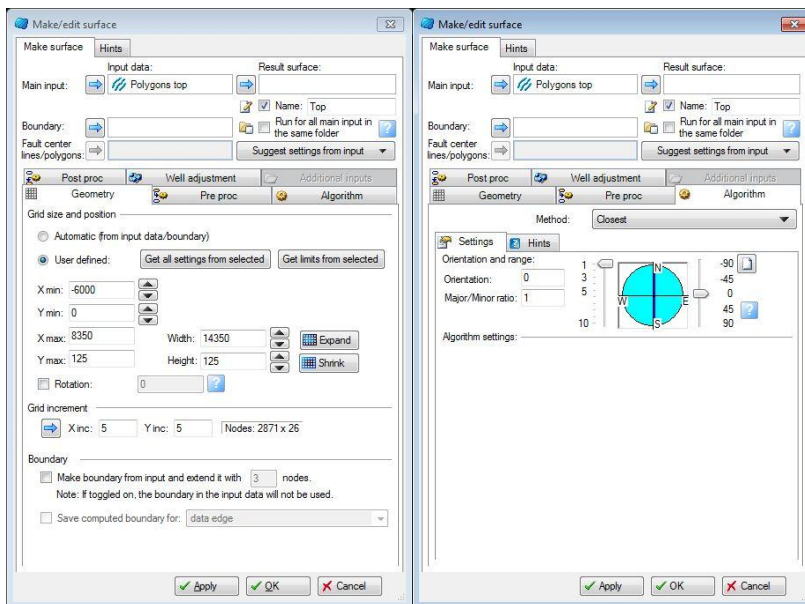 Make/edit surface
Make surface Hints
Input data: Result surface:
Main input: Polygons top
Name: Top
Boundary: Run for all main input in the same folder
Fault center lines/polygons: Suggest settings from input
Post proc Well adjustment Additional inputs
Geometry Pre proc Algorithm
Grid size and position
Automatic (from input data/boundary)
User defined: Get all settings from selected Get limits from selected
X min: -6000
Y min: 0
X max: 8350 Width: 14350 Expand
Y max: 125 Height: 125 Shrink
Rotation: 0 ?
Grid increment
X inc: 5 Y inc: 5 Nodes: 2871 x 26
Boundary
Make boundary from input and extend it with 3 nodes.
Note: If toggled on, the boundary in the input data will not be used.
Save computed boundary for: data edge
Apply OK Cancel
Make/edit surface
Make surface Hints
Input data: Result surface:
Main input: Polygons top
Name: Top
Boundary: Run for all main input in the same folder ?
Fault center lines/polygons: Suggest settings from input
Post proc Well adjustment Additional inputs
Geometry Pre proc Algorithm
Method: Closest
Settings Hints
Orientation and range:
Orientation: 0
Major/Minor ratio: 1
1 3 5 10
N W E S
-90 -45 0 45 90 ?
Algorithm settings:
Apply OK Cancel